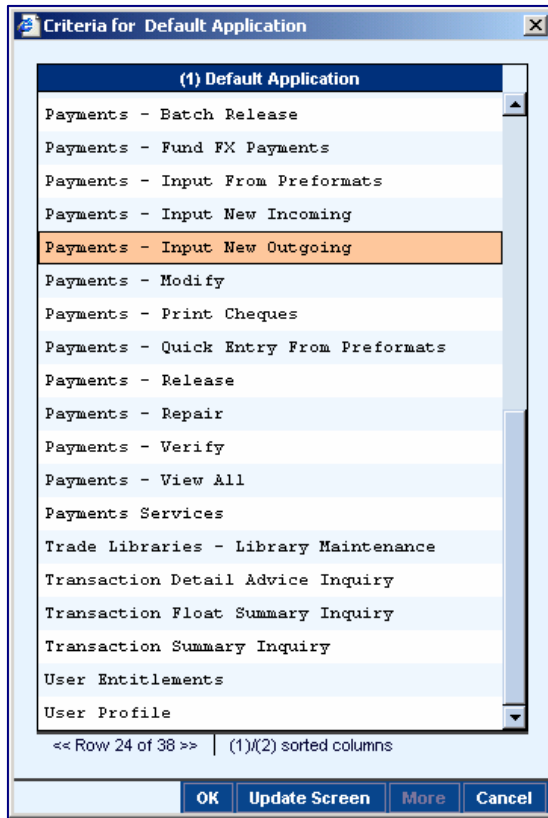 Criteria for Default Application
(1) Default Application
Payments - Batch Release
Payments - Fund FX Payments
Payments - Input From Preformats
Payments - Input New Incoming
Payments - Input New Outgoing
Payments - Modify
Payments - Print Cheques
Payments - Quick Entry From Preformats
Payments - Release
Payments - Repair
Payments - Verify
Payments - View All
Payments Services
Trade Libraries - Library Maintenance
Transaction Detail Advice Inquiry
Transaction Float Summary Inquiry
Transaction Summary Inquiry
User Entitlements
User Profile
<< Row 24 of 38 >> | (1)/(2) sorted columns
OK Update Screen More Cancel